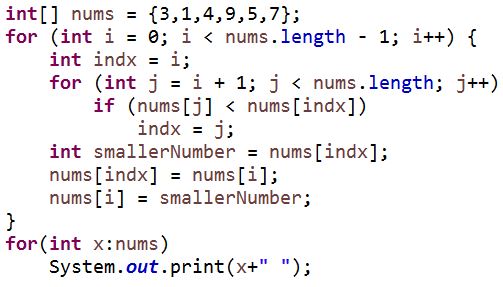 int[] nums = {3,1,4,9,5,7};
for (int i = 0; i < nums.length - 1; i++) {
    int indx = i;
    for (int j = i + 1; j < nums.length; j++)
        if (nums[j] < nums[indx])
            indx = j;
    int smallerNumber = nums[indx];
    nums[indx] = nums[i];
    nums[i] = smallerNumber;
}
for(int x:nums)
    System.out.print(x+" ");